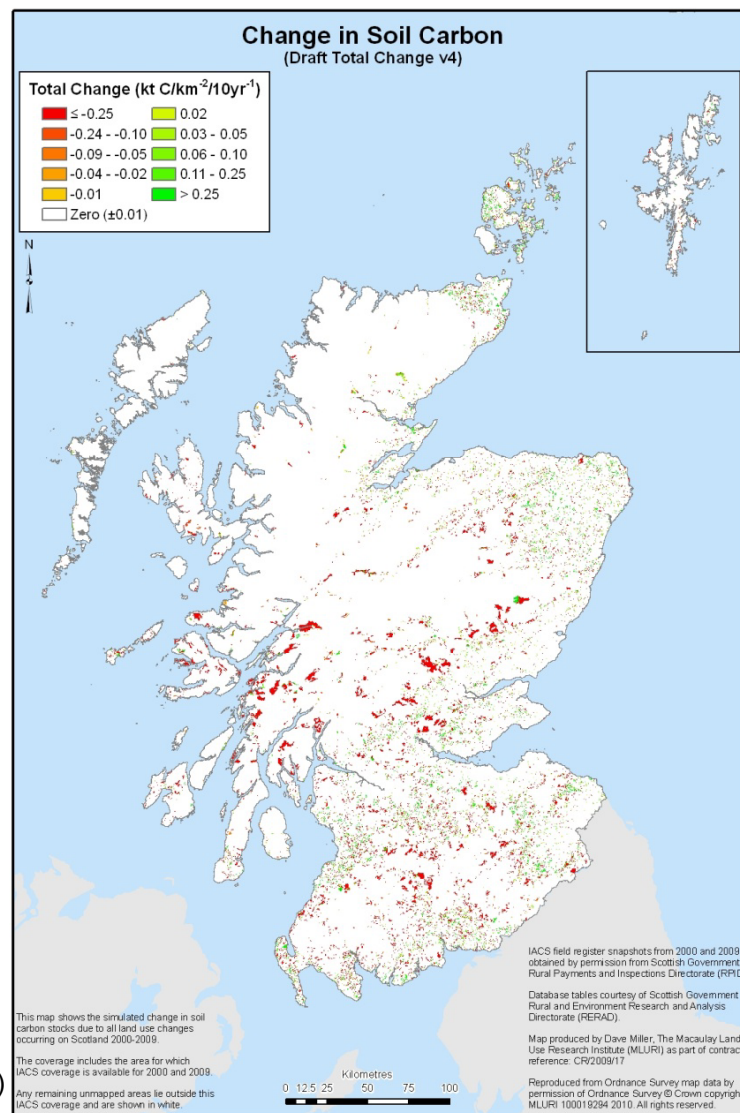 Change in Soil Carbon
(Draft Total Change v4)
Total Change (kt C/km⁻²/10yr⁻¹)
≤ -0.25
0.02
-0.24 - -0.10
0.03 - 0.05
-0.09 - -0.05
0.06 - 0.10
-0.04 - -0.02
0.11 - 0.25
-0.01
> 0.25
Zero (±0.01)
N
This map shows the simulated change in soil
carbon stocks due to all land use changes
occurring on Scotland 2000-2009.
The coverage includes the area for which
IACS coverage is available for 2000 and 2009.
Any remaining unmapped areas lie outside this
IACS coverage and are shown in white.
Kilometres
0 12.5 25 50 75 100
IACS field register snapshots from 2000 and 2009
obtained by permission from Scottish Government
Rural Payments and Inspections Directorate (RPID
Database tables courtesy of Scottish Government
Rural and Environment Research and Analysis
Directorate (RERAD).
Map produced by Dave Miller, The Macaulay Land
Use Research Institute (MLURI) as part of contract
reference: CR/2009/17
Reproduced from Ordnance Survey map data by
permission of Ordnance Survey © Crown copyrigh
MLURI 100019294 2010. All rights reserved.
)